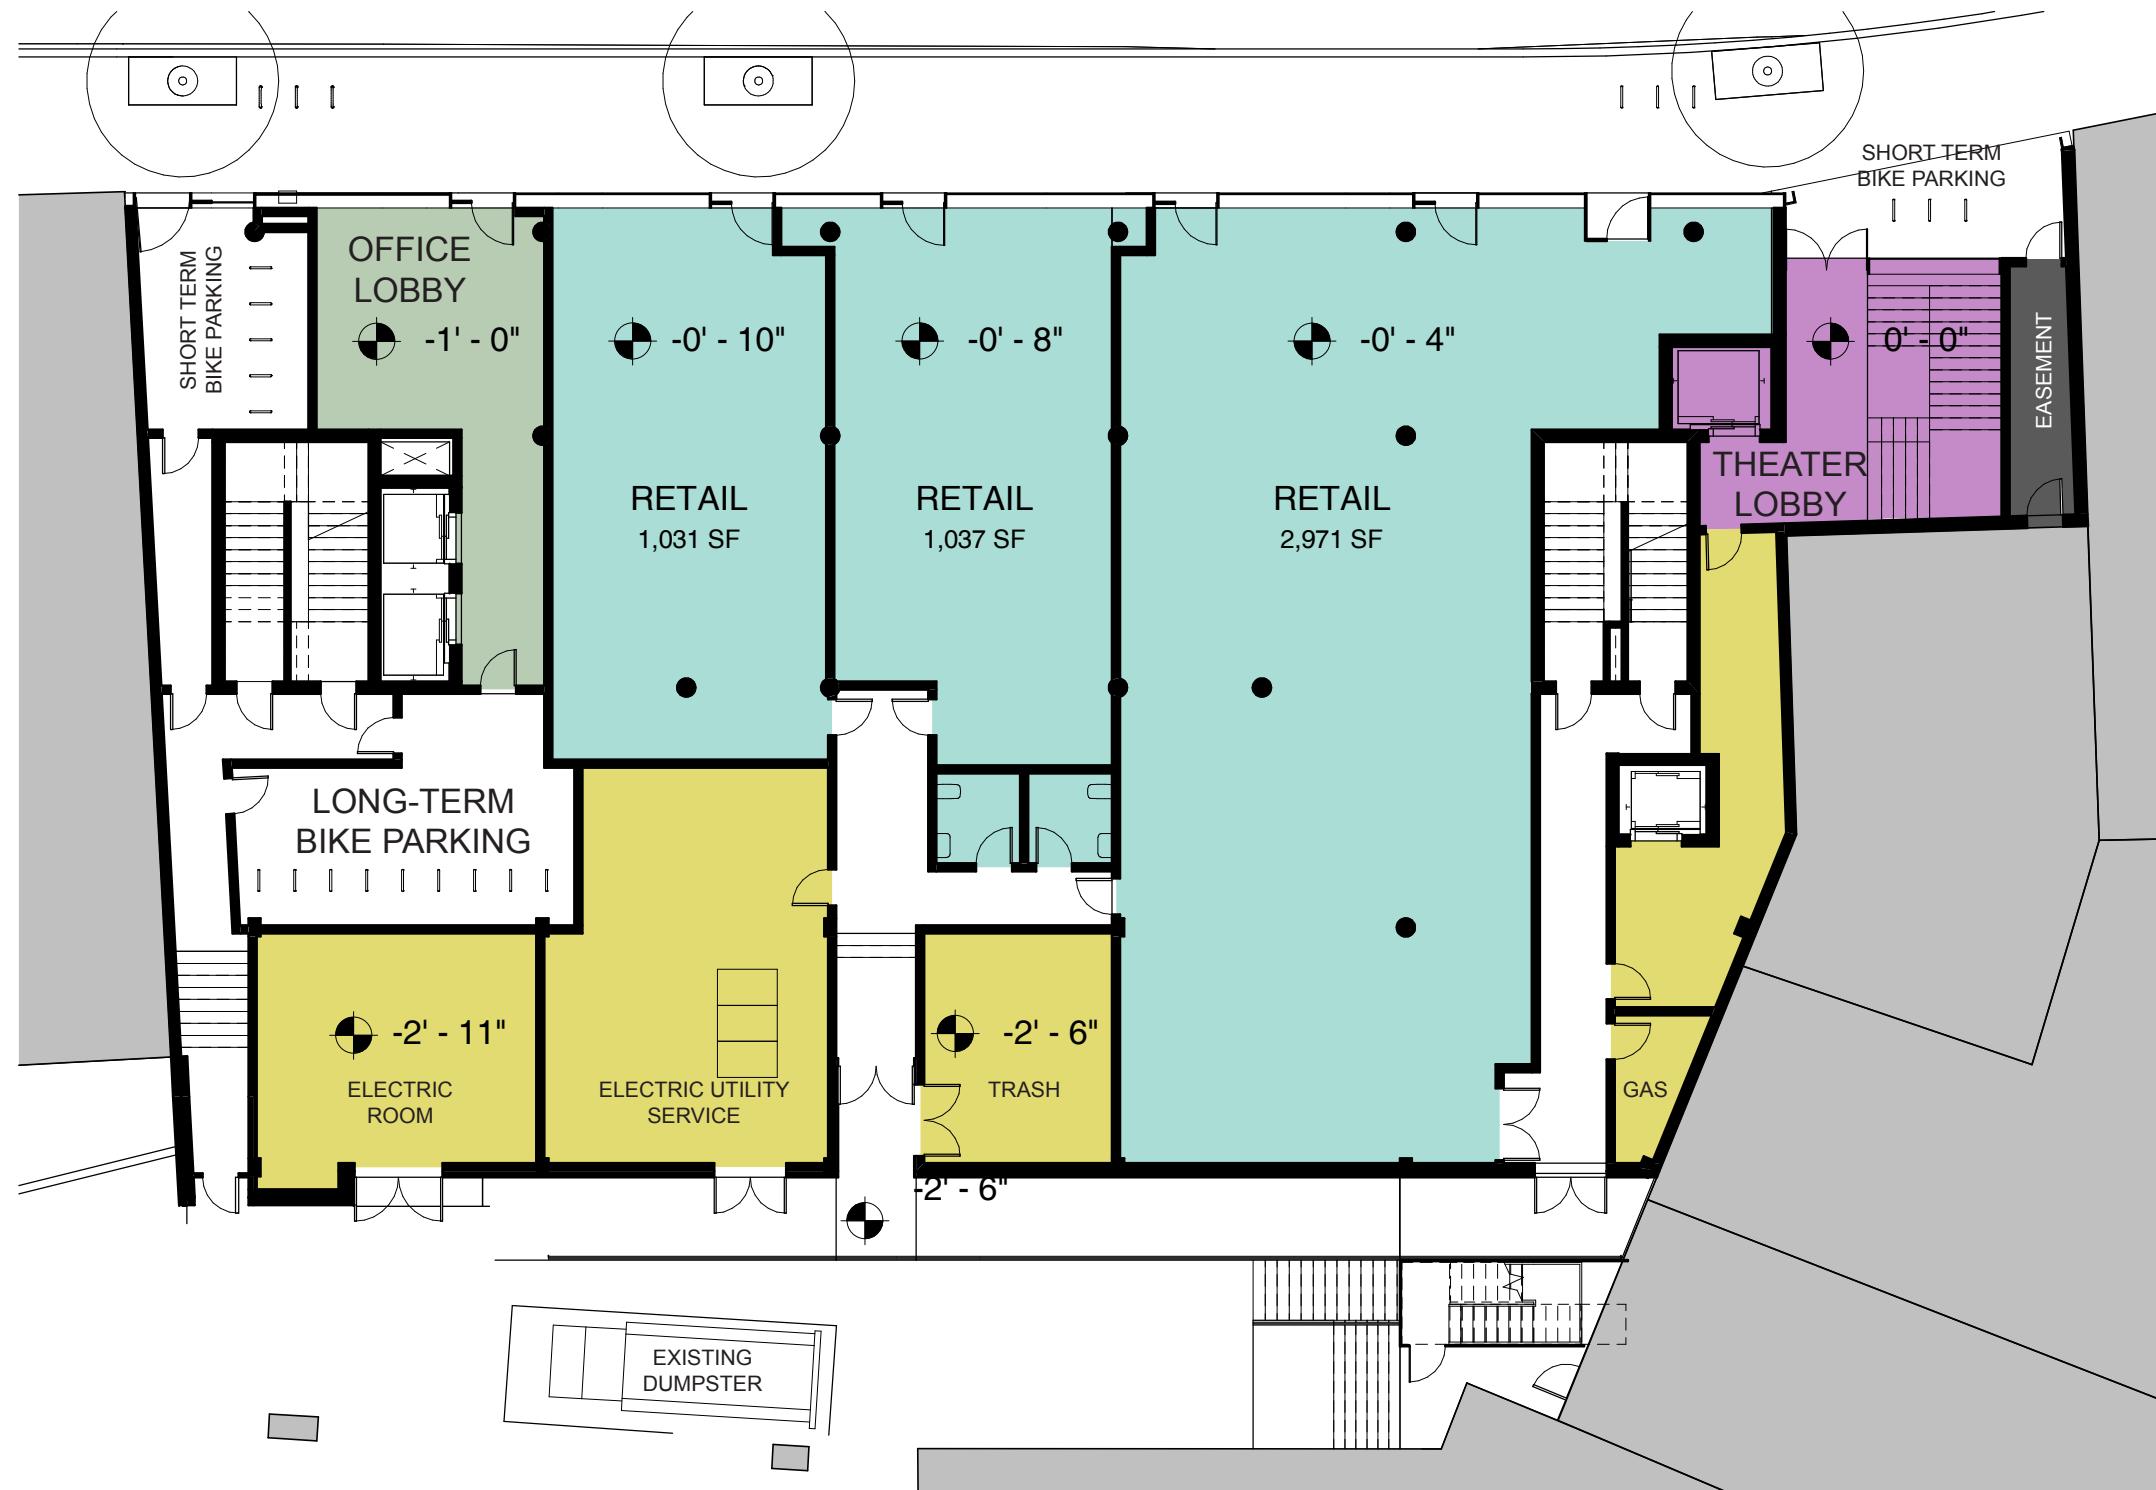 SHORT TERM
BIKE PARKING
OFFICE
LOBBY
SHORT TERM
BIKE PARKING
-1' - 0"
-0' - 10"
-0' - 8"
-0' - 4"
0' - 0"
EASEMENT
THEATER
LOBBY
RETAIL
1,031 SF
RETAIL
1,037 SF
RETAIL
2,971 SF
LONG-TERM
BIKE PARKING
-2' - 11"
-2' - 6"
ELECTRIC
ROOM
ELECTRIC UTILITY
SERVICE
TRASH
GAS
-2' - 6"
EXISTING
DUMPSTER